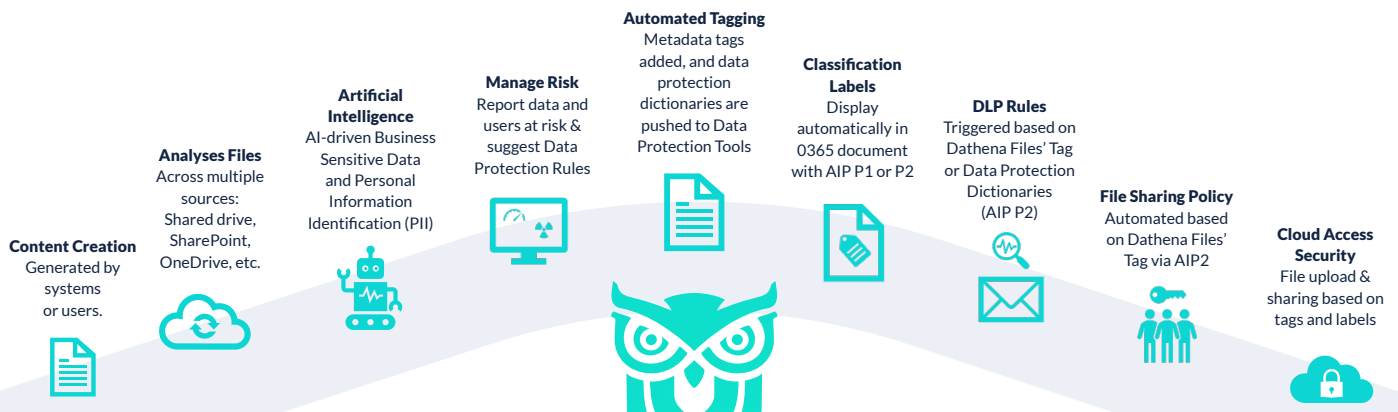 Content Creation
Generated by
systems
or users.
Analyses Files
Across multiple
sources:
Shared drive,
SharePoint,
OneDrive, etc.
Artificial
Intelligence
AI-driven Business
Sensitive Data
and Personal
Information
Identification (PII)
Manage Risk
Report data and
users at risk &
suggest Data
Protection Rules
Automated Tagging
Metadata tags
added, and data
protection
dictionaries are
pushed to Data
Protection Tools
Classification
Labels
Display
automatically in
0365 document
with AIP P1 or P2
DLP Rules
Triggered based on
Dathena Files' Tag
or Data Protection
Dictionaries
(AIP P2)
File Sharing Policy
Automated based
on Dathena Files'
Tag via AIP2
Cloud Access
Security
File upload &
sharing based on
tags and labels